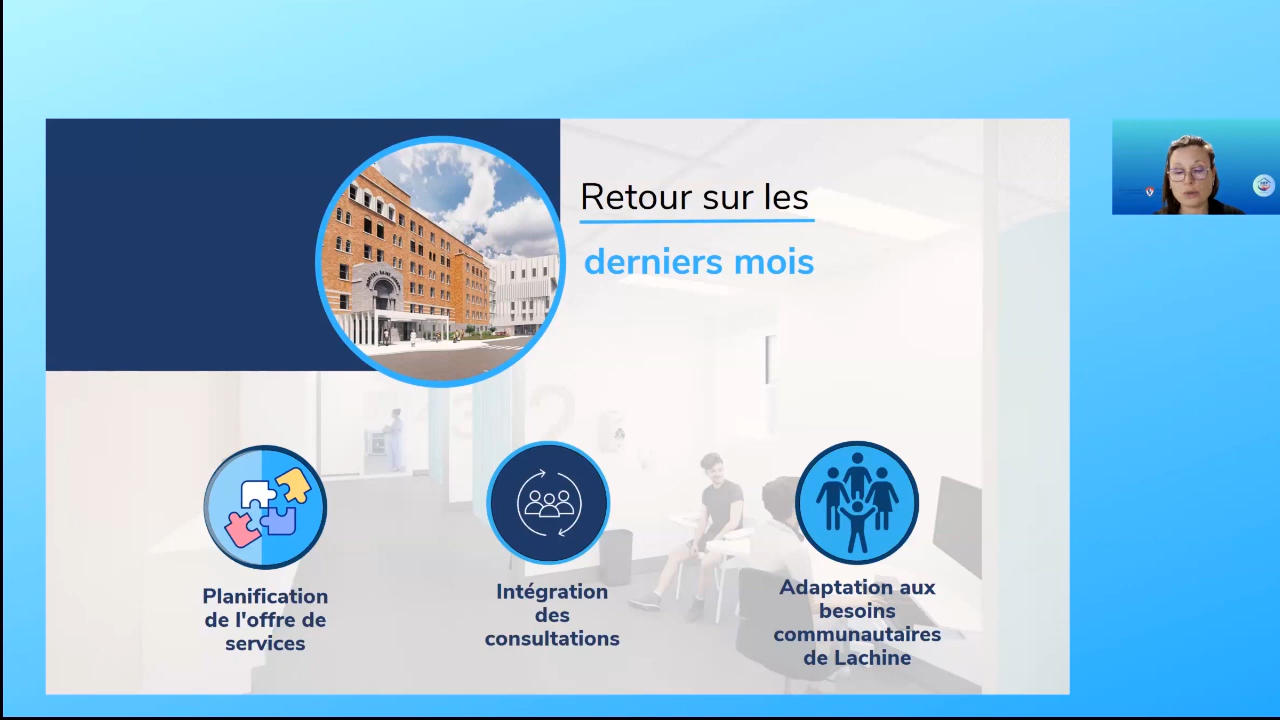 Retour sur les
derniers mois
Planification
de l'offre de
services
Intégration
des
consultations
Adaptation aux
besoins
communautaires
de Lachine